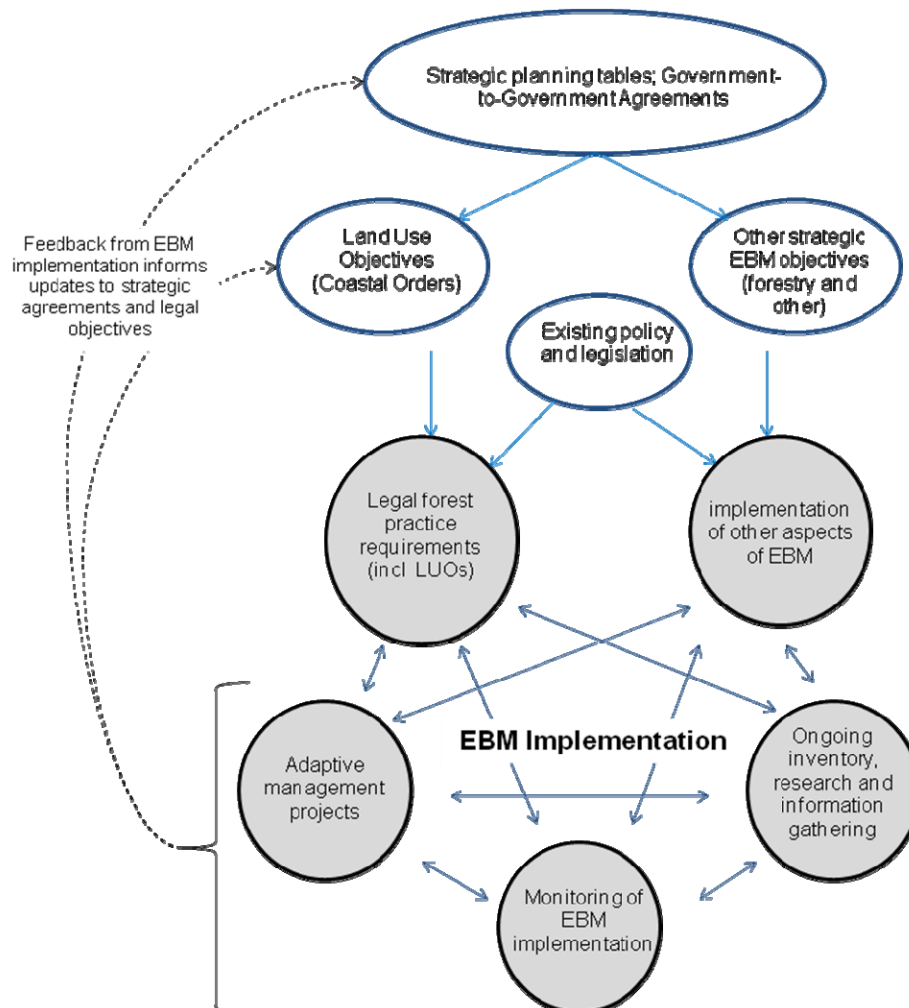 Strategic planning tables; Government-
to-Government Agreements
Feedback from EBM
implementation informs
updates to strategic
agreements and legal
objectives
Land Use
Objectives
(Coastal Orders)
Other strategic
EBM objectives
(forestry and
other)
Existing policy
and legislation
Legal forest
practice
requirements
(incl LUOs)
implementation
of other aspects
of EBM
EBM Implementation
Adaptive
management
projects
Ongoing
inventory,
research and
information
gathering
Monitoring of
EBM
implementation